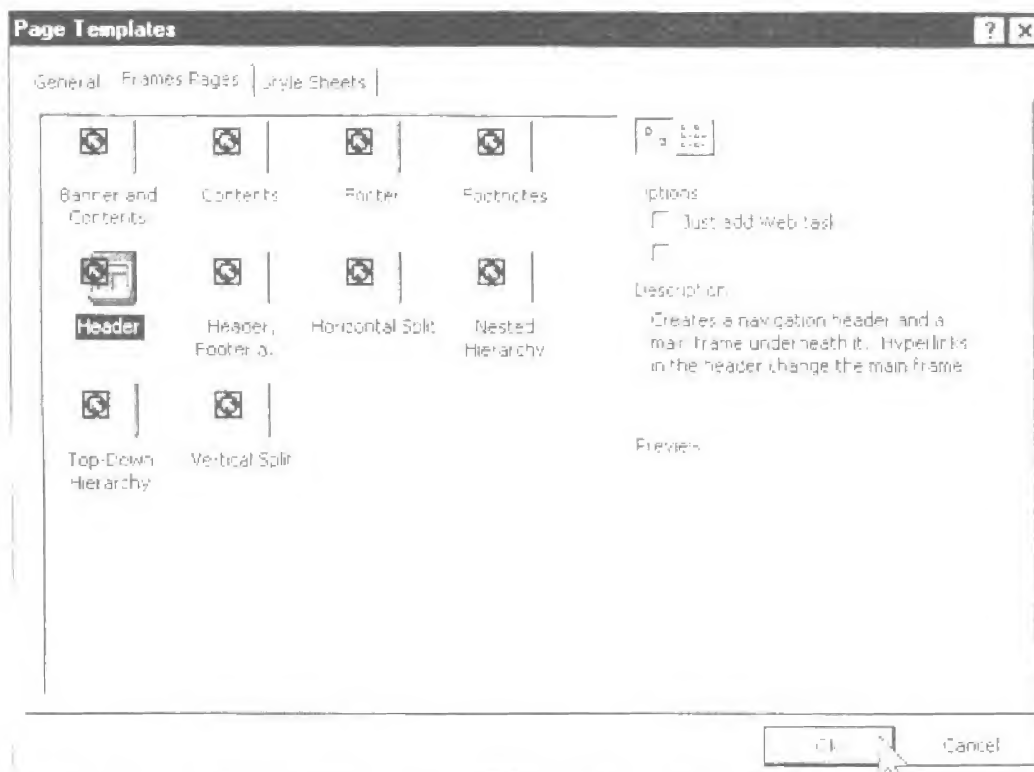 Page Templates
General Frames Pages Style Sheets
Banner and
Contents
Contents
Footer
Footnotes
Header
Header,
Footer a...
Horizontal Split
Nested
Hierarchy
Top-Down
Hierarchy
Vertical Split
Options
Just add Web task
Description
Creates a navigation header and a
main frame underneath it. Hyperlinks
in the header change the main frame.
Preview
OK
Cancel